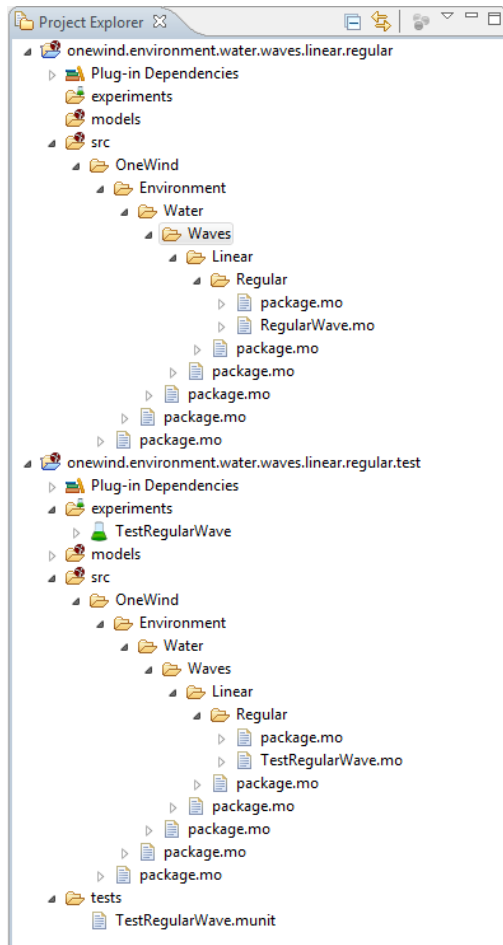 Project Explorer
onewind.environment.water.waves.linear.regular
Plug-in Dependencies
experiments
models
src
OneWind
Environment
Water
Waves
Linear
Regular
package.mo
RegularWave.mo
package.mo
package.mo
package.mo
package.mo
package.mo
onewind.environment.water.waves.linear.regular.test
Plug-in Dependencies
experiments
TestRegularWave
models
src
OneWind
Environment
Water
Waves
Linear
Regular
package.mo
TestRegularWave.mo
package.mo
package.mo
package.mo
package.mo
package.mo
tests
TestRegularWave.munit